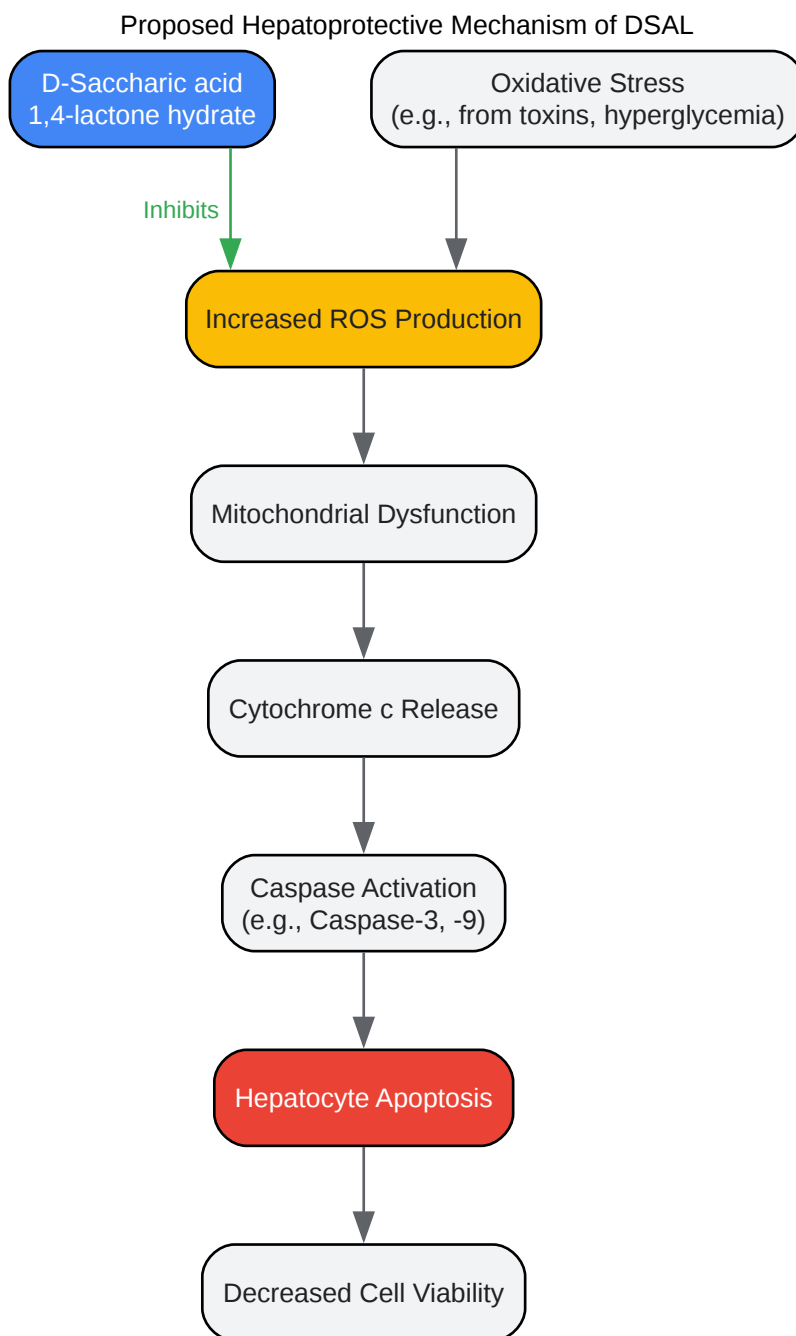 Proposed Hepatoprotective Mechanism of DSAL
D-Saccharic acid
1,4-lactone hydrate
Oxidative Stress
(e.g., from toxins, hyperglycemia)
Inhibits
Increased ROS Production
Mitochondrial Dysfunction
Cytochrome c Release
Caspase Activation
(e.g., Caspase-3, -9)
Hepatocyte Apoptosis
Decreased Cell Viability